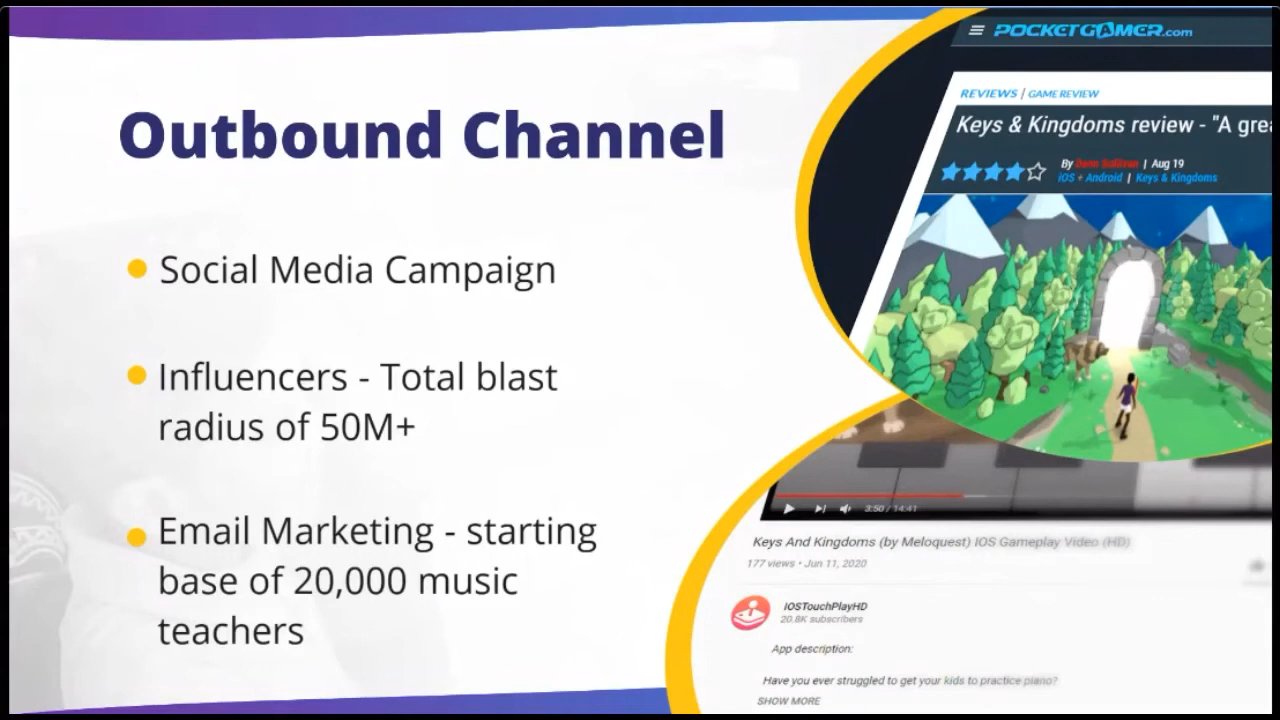 Outbound Channel
Social Media Campaign
Influencers - Total blast
radius of 50M+
Email Marketing - starting
base of 20,000 music
teachers
POCKETGAMER.com
REVIEWS | GAME REVIEW
Keys & Kingdoms review - "A grea
By Dann Sullivan | Aug 19
iOS + Android | Keys & Kingdoms
3:50 / 14:41
Keys And Kingdoms (by Meloquest) IOS Gameplay Video (HD)
177 views • Jun 11, 2020
IOSTouchPlayHD
20.8K subscribers
App description:
Have you ever struggled to get your kids to practice piano?
SHOW MORE